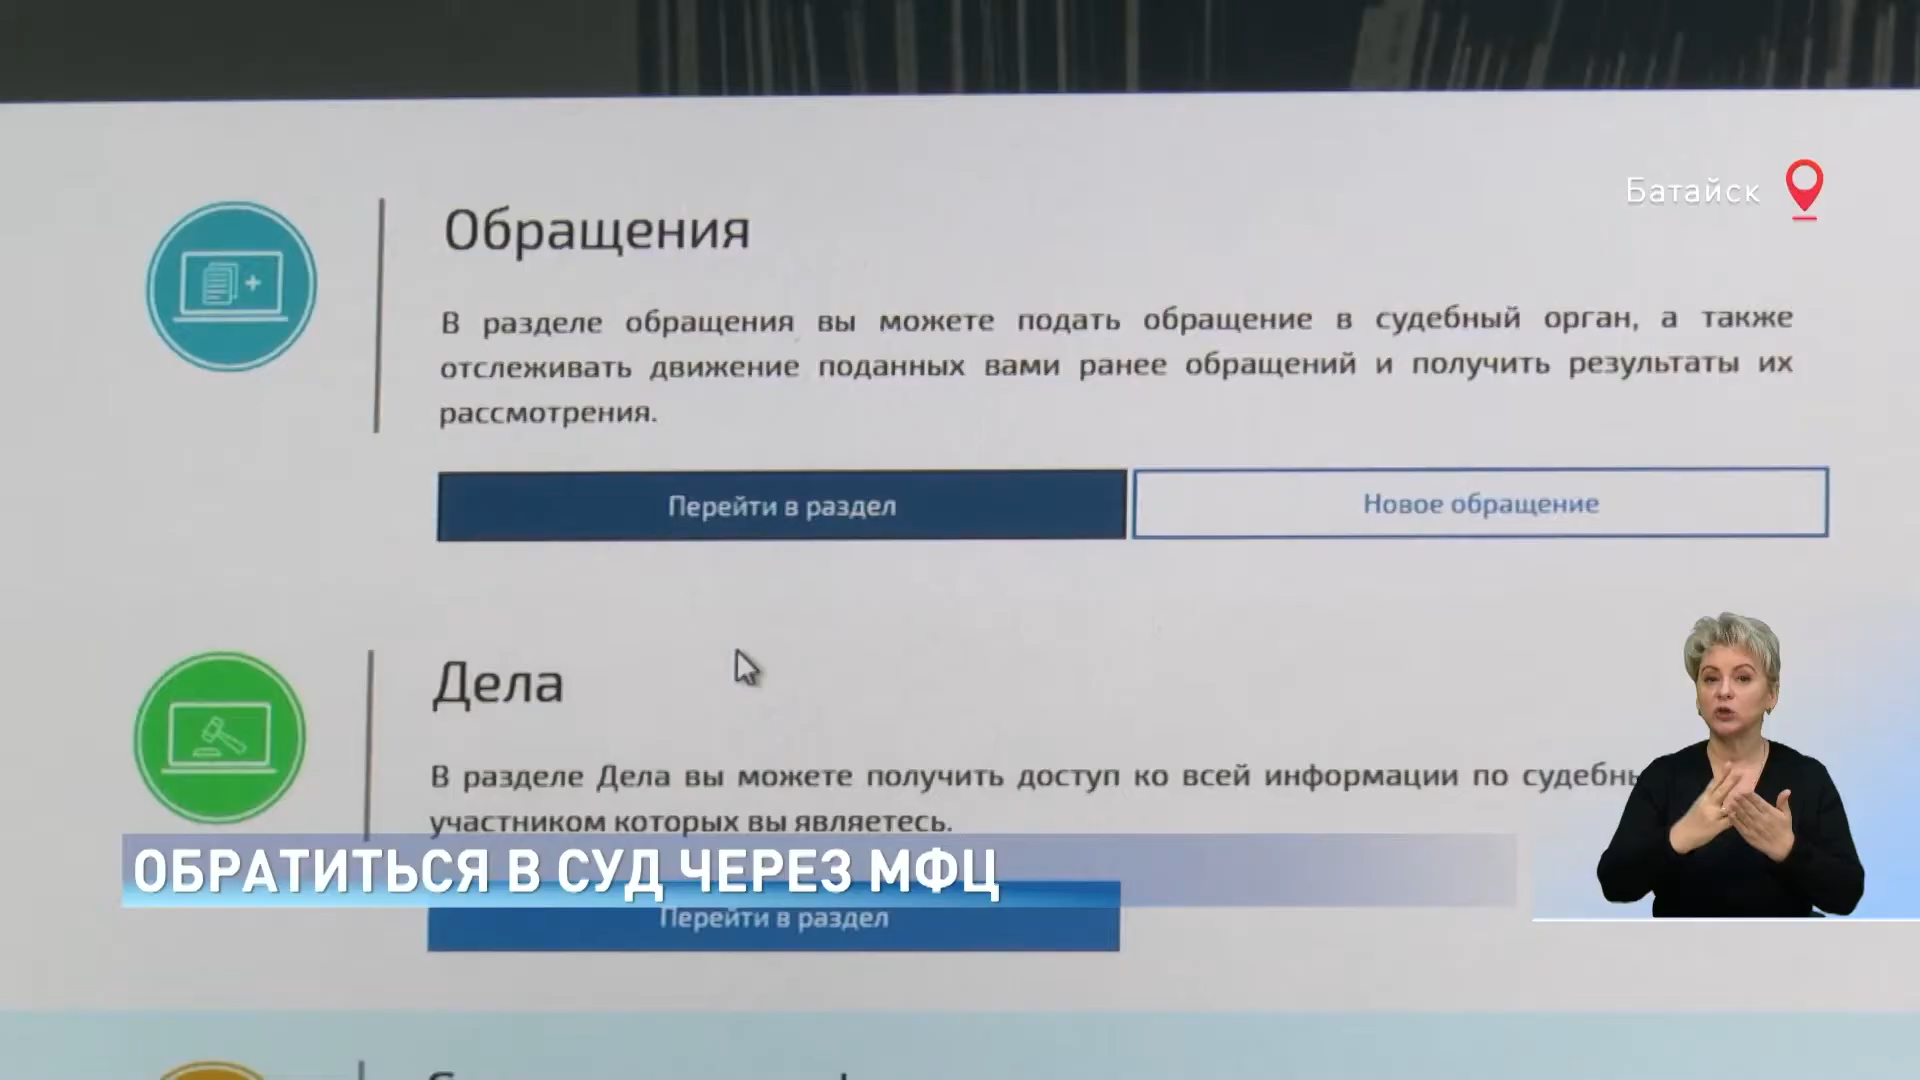 Батайск
Обращения
В разделе обращения вы можете подать обращение в судебный орган, а также
отслеживать движение поданных вами ранее обращений и получить результаты их
рассмотрения.
Перейти в раздел
Новое обращение
Дела
В разделе Дела вы можете получить доступ ко всей информации по
участником которых вы являетесь.
ОБРАТИТЬСЯ В СУД ЧЕРЕЗ МФЦ
Перейти в раздел